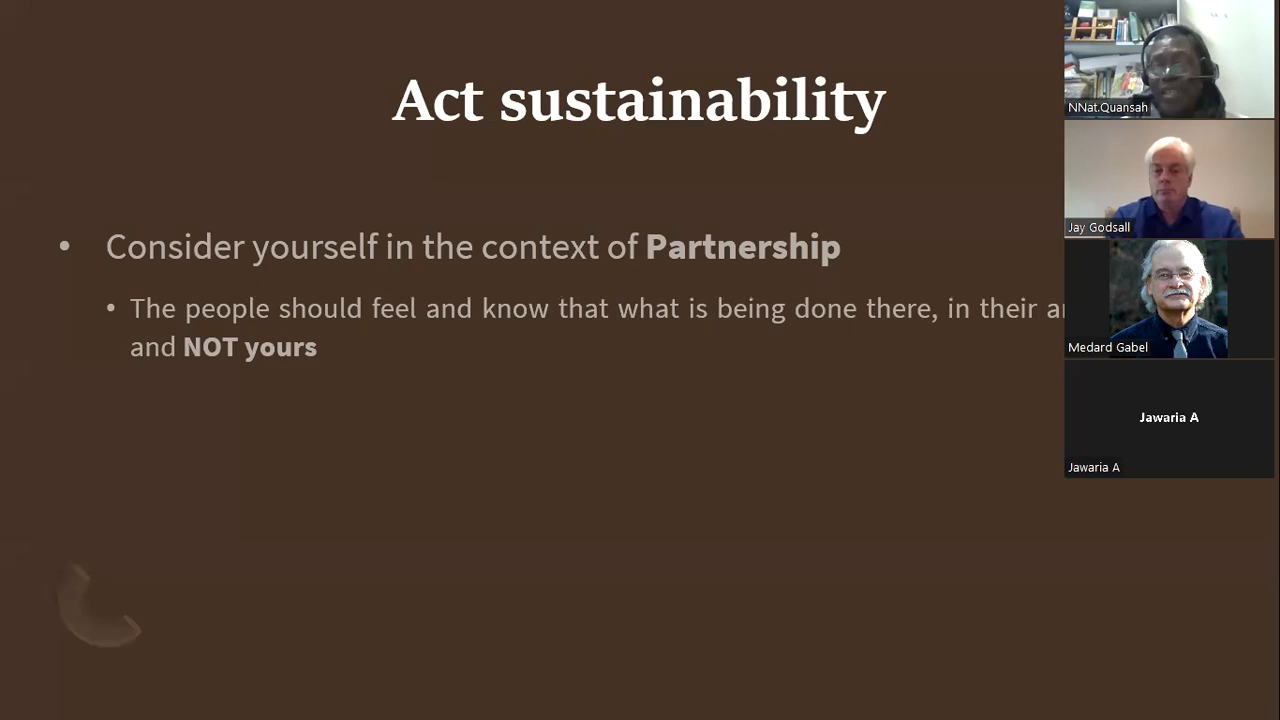 Act sustainability
• Consider yourself in the context of Partnership
• The people should feel and know that what is being done there, in their
and NOT yours
NNat.Quansah
Jay Godsall
Medard Gabel
Jawaria A
Jawaria A